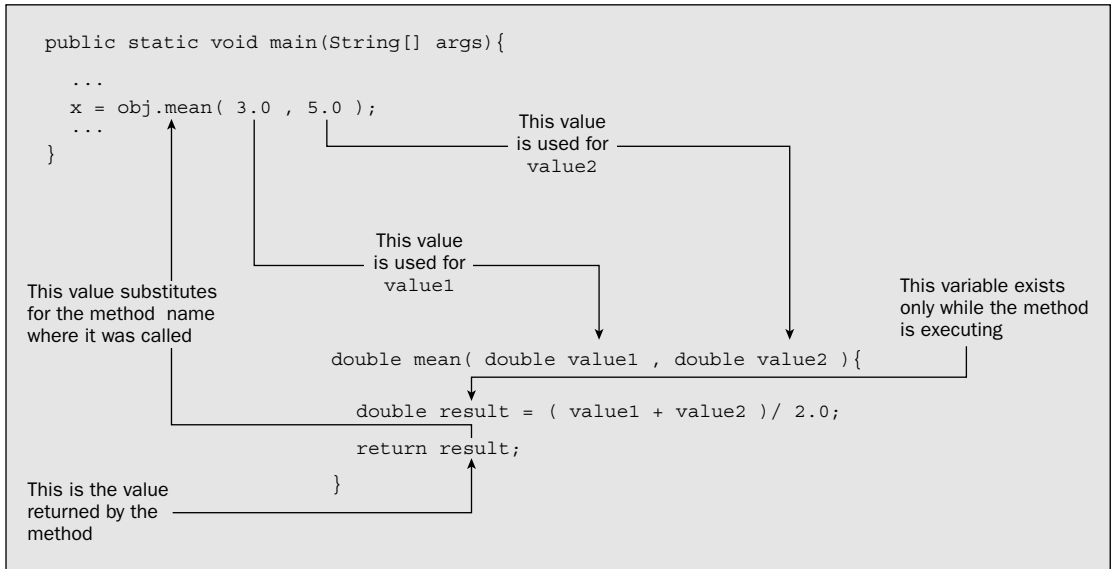 public static void main(String[] args){
...
x = obj.mean( 3.0 , 5.0 );
...
}
This value
is used for
value2
This value
is used for
value1
This value substitutes
for the method name
where it was called
This variable exists
only while the method
is executing
double mean( double value1 , double value2 ){
double result = ( value1 + value2 )/ 2.0;
return result;
}
This is the value
returned by the
method